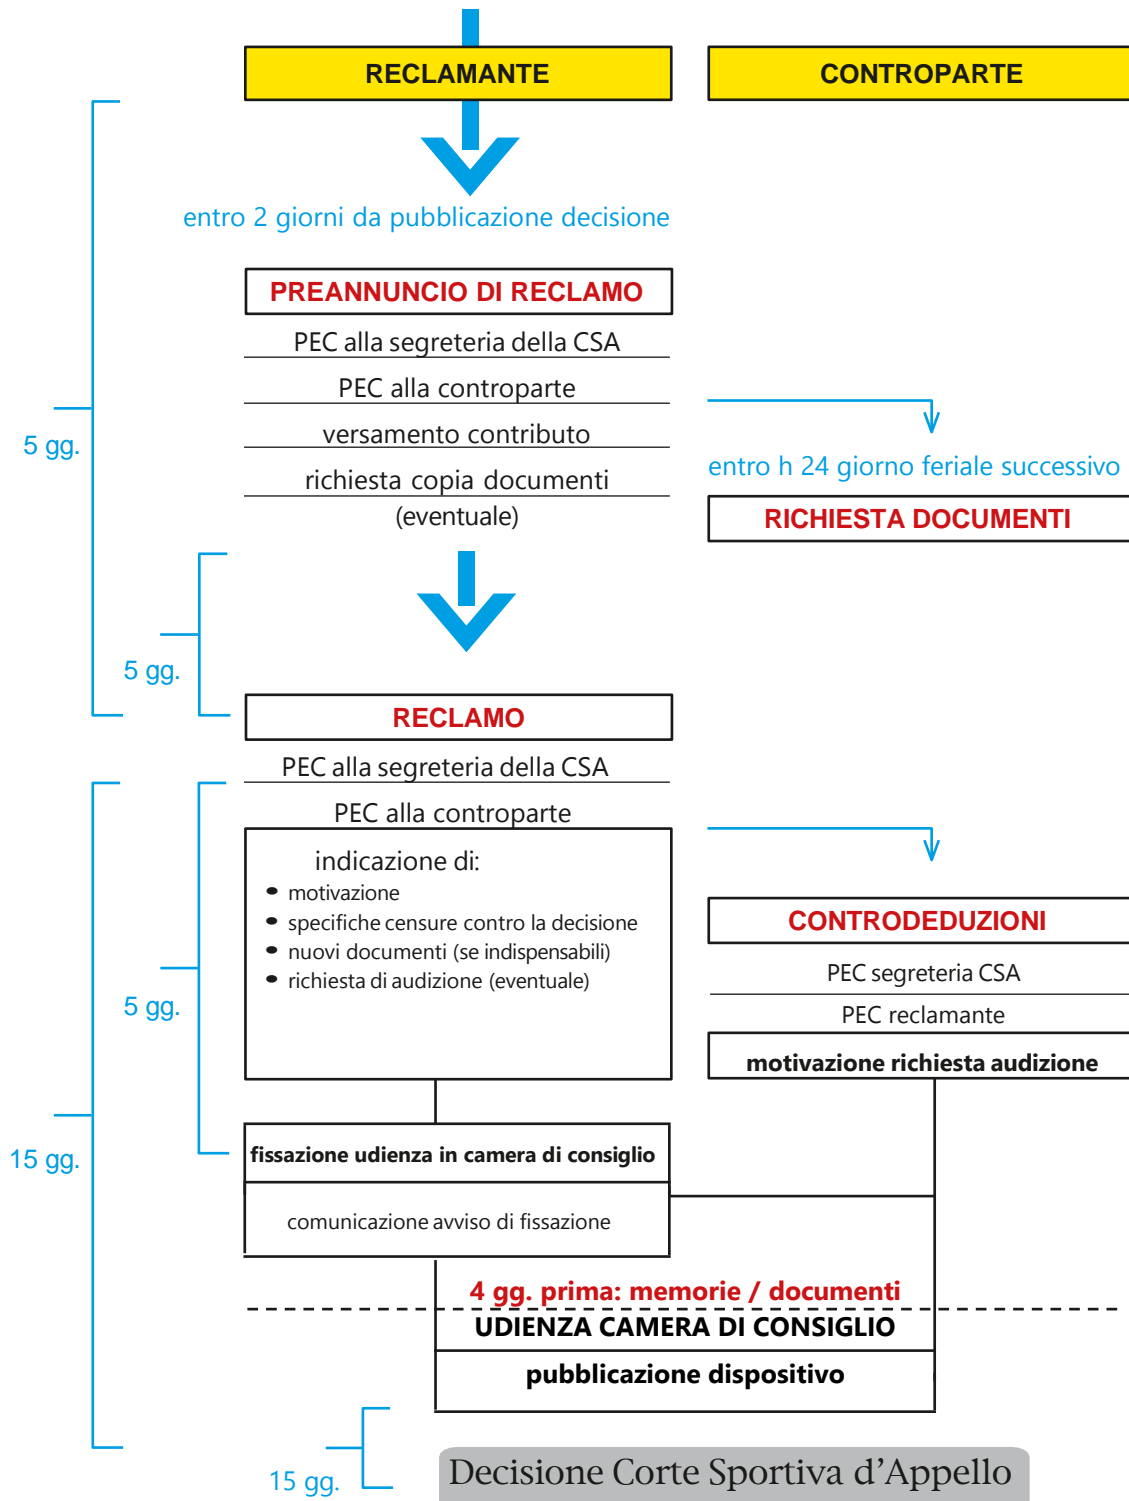 RECLAMANTE
CONTROPARTE
entro 2 giorni da pubblicazione decisione
PREANNUNCIO DI RECLAMO
PEC alla segreteria della CSA
PEC alla controparte
versamento contributo
richiesta copia documenti
(eventuale)
5 gg.
entro h 24 giorno feriale successivo
RICHIESTA DOCUMENTI
5 gg.
RECLAMO
PEC alla segreteria della CSA
PEC alla controparte
indicazione di:
• motivazione
• specifiche censure contro la decisione
• nuovi documenti (se indispensabili)
• richiesta di audizione (eventuale)
CONTRODEDUZIONI
PEC segreteria CSA
PEC reclamante
motivazione richiesta audizione
5 gg.
15 gg.
fissazione udienza in camera di consiglio
comunicazione avviso di fissazione
4 gg. prima: memorie / documenti
UDIENZA CAMERA DI CONSIGLIO
pubblicazione dispositivo
15 gg.
Decisione Corte Sportiva d'Appello